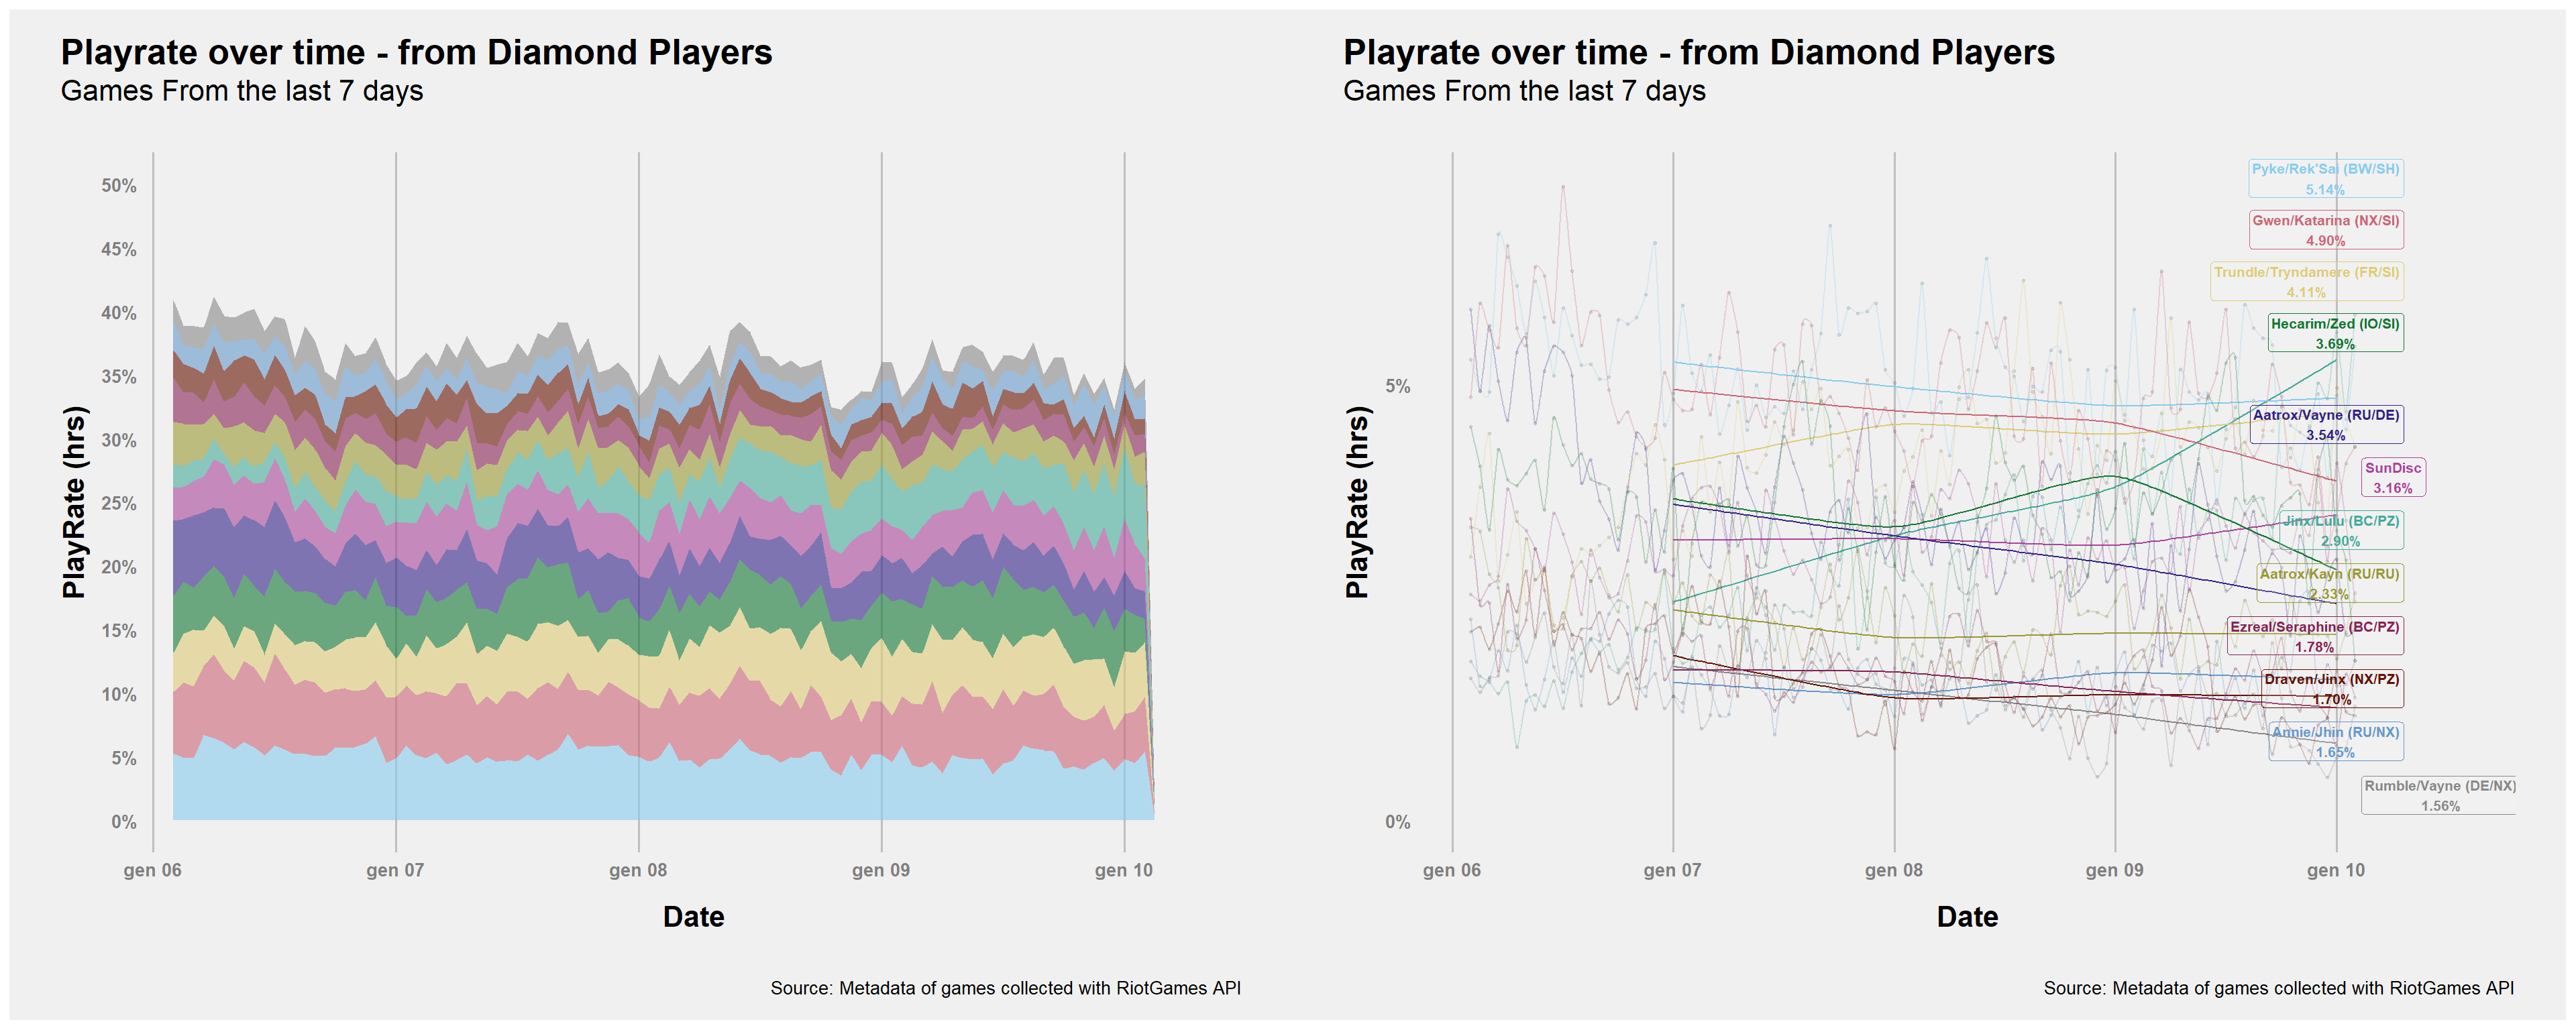 Playrate over time - from Diamond Players
Games From the last 7 days
50%
45%
40%
35%
30%
25%
20%
15%
10%
5%
0%
PlayRate (hrs)
gen 06
gen 07
gen 08
gen 09
gen 10
Date
Source: Metadata of games collected with RiotGames API
Playrate over time - from Diamond Players
Games From the last 7 days
5%
0%
PlayRate (hrs)
Pyke/Rek'Sai (BW/SH)
5.14%
Gwen/Katarina (NX/SI)
4.90%
Trundle/Tryndamere (FR/SI)
4.11%
Hecarim/Zed (IO/SI)
3.69%
Aatrox/Vayne (RU/DE)
3.54%
SunDisc
3.16%
Jinx/Lulu (BC/PZ)
2.90%
Aatrox/Kayn (RU/RU)
2.33%
Ezreal/Seraphine (BC/PZ)
1.78%
Draven/Jinx (NX/PZ)
1.70%
Annie/Jhin (RU/NX)
1.65%
Rumble/Vayne (DE/NX)
1.56%
gen 06
gen 07
gen 08
gen 09
gen 10
Date
Source: Metadata of games collected with RiotGames API